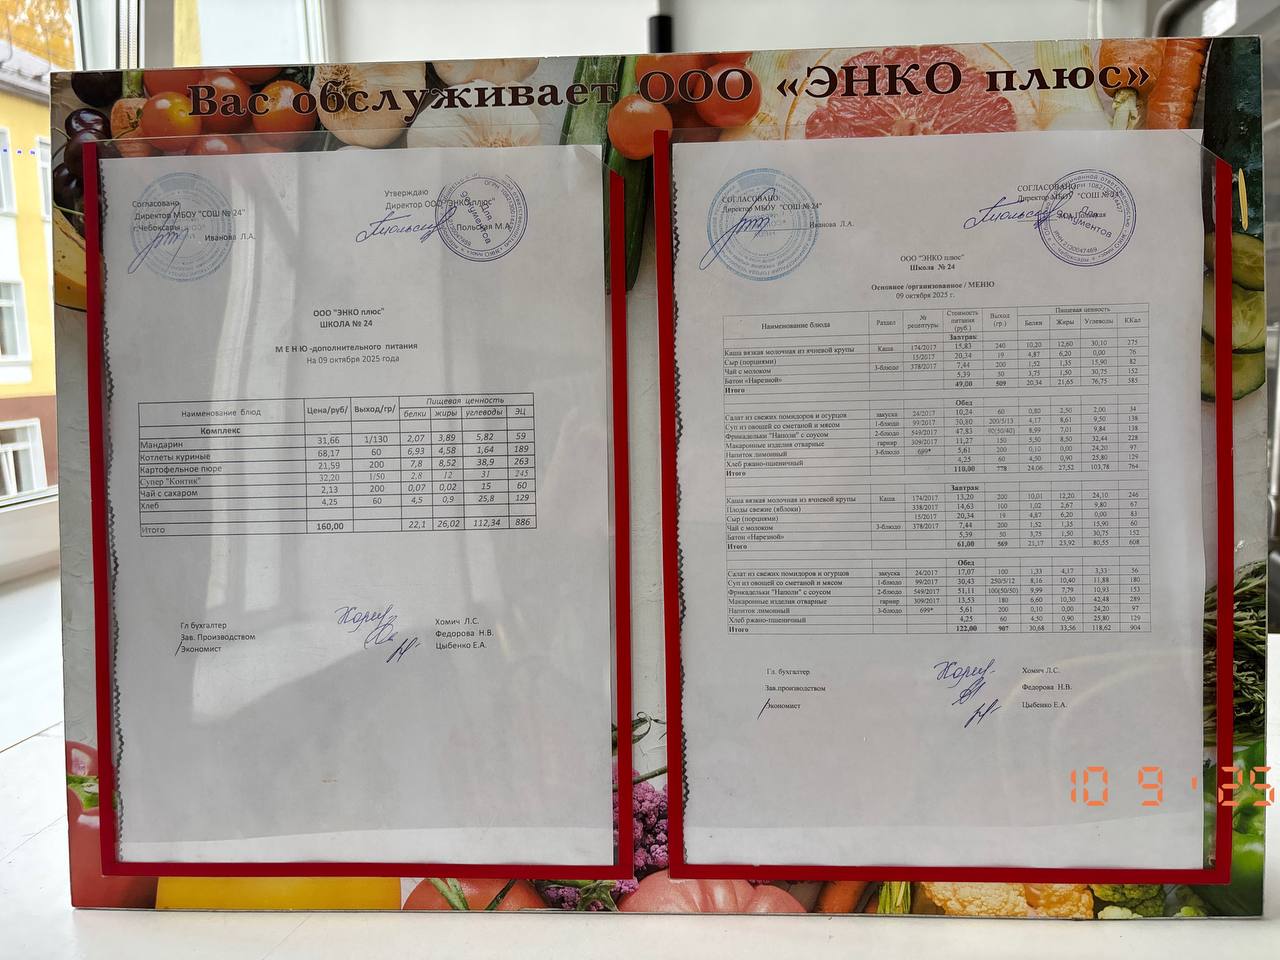 Вас обслуживает ООО «ЭНКО плюс»
Согласовано
Директор МБОУ "СОШ № 24"
г.Чебоксары
Иванова Л.А.
Утверждаю
Директор ООО "ЭНКО плюс"
Польская М.А.
для документов
ООО "ЭНКО плюс"
ШКОЛА № 24
М Е Н Ю -дополнительного питания
На 09 октября 2025 года
Наименование блюд Цена/руб/ Выход/гр/ Пищевая ценность
белки жиры углеводы ЭЦ
Комплекс
Мандарин 31,66 1/130 2,07 3,89 5,82 59
Котлеты куриные 68,17 60 6,93 4,58 1,64 189
Картофельное пюре 21,59 200 7,8 8,52 38,9 263
Супер "Контик" 32,20 1/50 2,8 12 31 245
Чай с сахаром 2,13 200 0,07 0,02 15 60
Хлеб 4,25 60 4,5 0,9 25,8 129
Итого 160,00 22,1 26,02 112,34 886
Гл бухгалтер Хомич Л.С.
Зав. Производством Федорова Н.В.
Экономист Цыбенко Е.А.
СОГЛАСОВАНО:
Директор МБОУ "СОШ № 24"
Иванова Л.А.
СОГЛАСОВАНО:
Директор МБОУ "СОШ №
для документов
ИНН 2130047469
ООО "ЭНКО плюс"
Школа № 24
Основное /организованное / МЕНЮ
09 октября 2025 г.
Наименование блюда Раздел № рецептуры Стоимость питания (руб.) Выход (гр.) Пищевая ценность
Белки Жиры Углеводы ККал
Завтрак
Каша вязкая молочная из ячневой крупы Каша 174/2017 15,83 240 10,20 12,60 30,10 275
Сыр (порциями) 15/2017 20,34 19 4,87 6,20 0,00 76
Чай с молоком 3-блюдо 378/2017 7,44 200 1,52 1,35 15,90 82
Батон «Нарезной» 5,39 50 3,75 1,50 30,75 152
Итого 49,00 509 20,34 21,65 76,75 585
Обед
Салат из свежих помидоров и огурцов закуска 24/2017 10,24 60 0,80 2,50 2,00 34
Суп из овощей со сметаной и мясом 1-блюдо 99/2017 30,80 200/5/13 4,17 8,61 9,50 138
Фрикадельки "Наполи" с соусом 2-блюдо 549/2017 47,83 90(50/40) 8,99 7,01 9,84 138
Макаронные изделия отварные гарнир 309/2017 11,27 150 5,50 8,50 32,44 228
Напиток лимонный 3-блюдо 699* 5,61 200 0,10 0,00 24,20 97
Хлеб ржано-пшеничный 4,25 60 4,50 0,90 25,80 129
Итого 110,00 778 24,06 27,52 103,78 764
Завтрак
Каша вязкая молочная из ячневой крупы Каша 174/2017 13,20 200 10,01 12,20 24,10 246
Плоды свежие (яблоки) 338/2017 14,63 100 1,02 2,67 9,80 67
Сыр (порциями) 15/2017 20,34 19 4,87 6,20 0,00 83
Чай с молоком 3-блюдо 378/2017 7,44 200 1,52 1,35 15,90 60
Батон «Нарезной» 5,39 50 3,75 1,50 30,75 152
Итого 61,00 569 21,17 23,92 80,55 608
Обед
Салат из свежих помидоров и огурцов закуска 24/2017 17,07 100 1,33 4,17 3,33 56
Суп из овощей со сметаной и мясом 1-блюдо 99/2017 30,43 250/5/12 8,16 10,40 11,88 180
Фрикадельки "Наполи" с соусом 2-блюдо 549/2017 51,11 100(50/50) 9,99 7,79 10,93 153
Макаронные изделия отварные гарнир 309/2017 13,53 180 6,60 10,30 42,48 289
Напиток лимонный 3-блюдо 699* 5,61 200 0,10 0,00 24,20 97
Хлеб ржано-пшеничный 4,25 60 4,50 0,90 25,80 129
Итого 122,00 907 30,68 33,56 118,62 904
Гл. бухгалтер Хомич Л.С.
Зав.производством Федорова Н.В.
Экономист Цыбенко Е.А.
10 9 ' 25